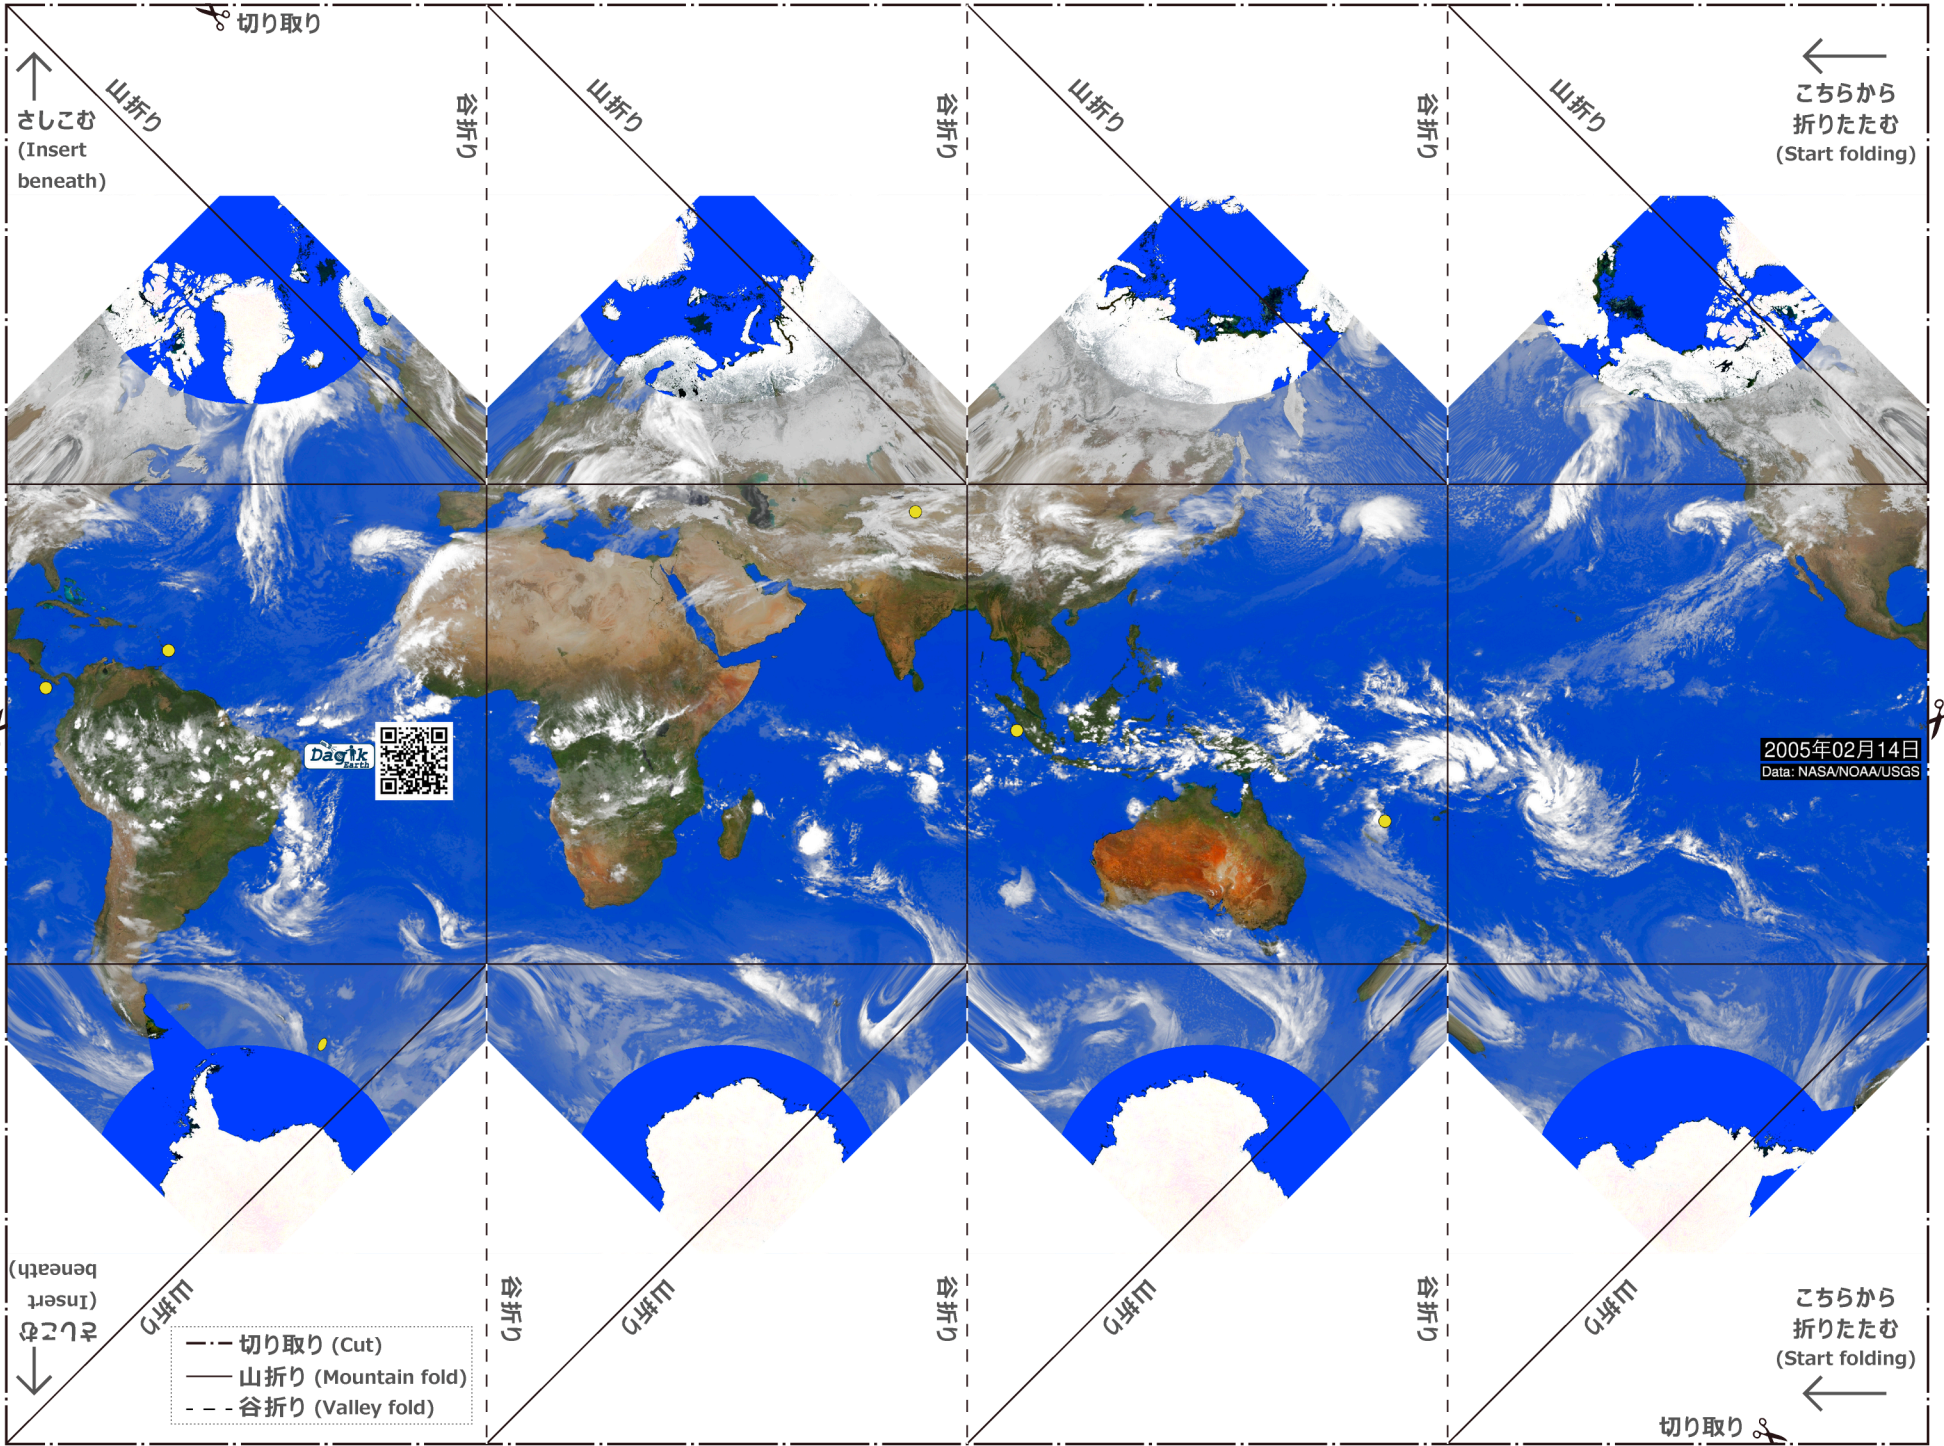 切り取り
山折り
谷折り
山折り
谷折り
山折り
谷折り
山折り
さしこむ
(Insert
beneath)
こちらから
折りたたむ
(Start folding)
Dagik
Earth
2005年02月14日
Data: NASA/NOAA/USGS
さしこむ
(Insert
beneath)
山折り
谷折り
山折り
谷折り
山折り
谷折り
山折り
こちらから
折りたたむ
(Start folding)
切り取り (Cut)
山折り (Mountain fold)
谷折り (Valley fold)
切り取り